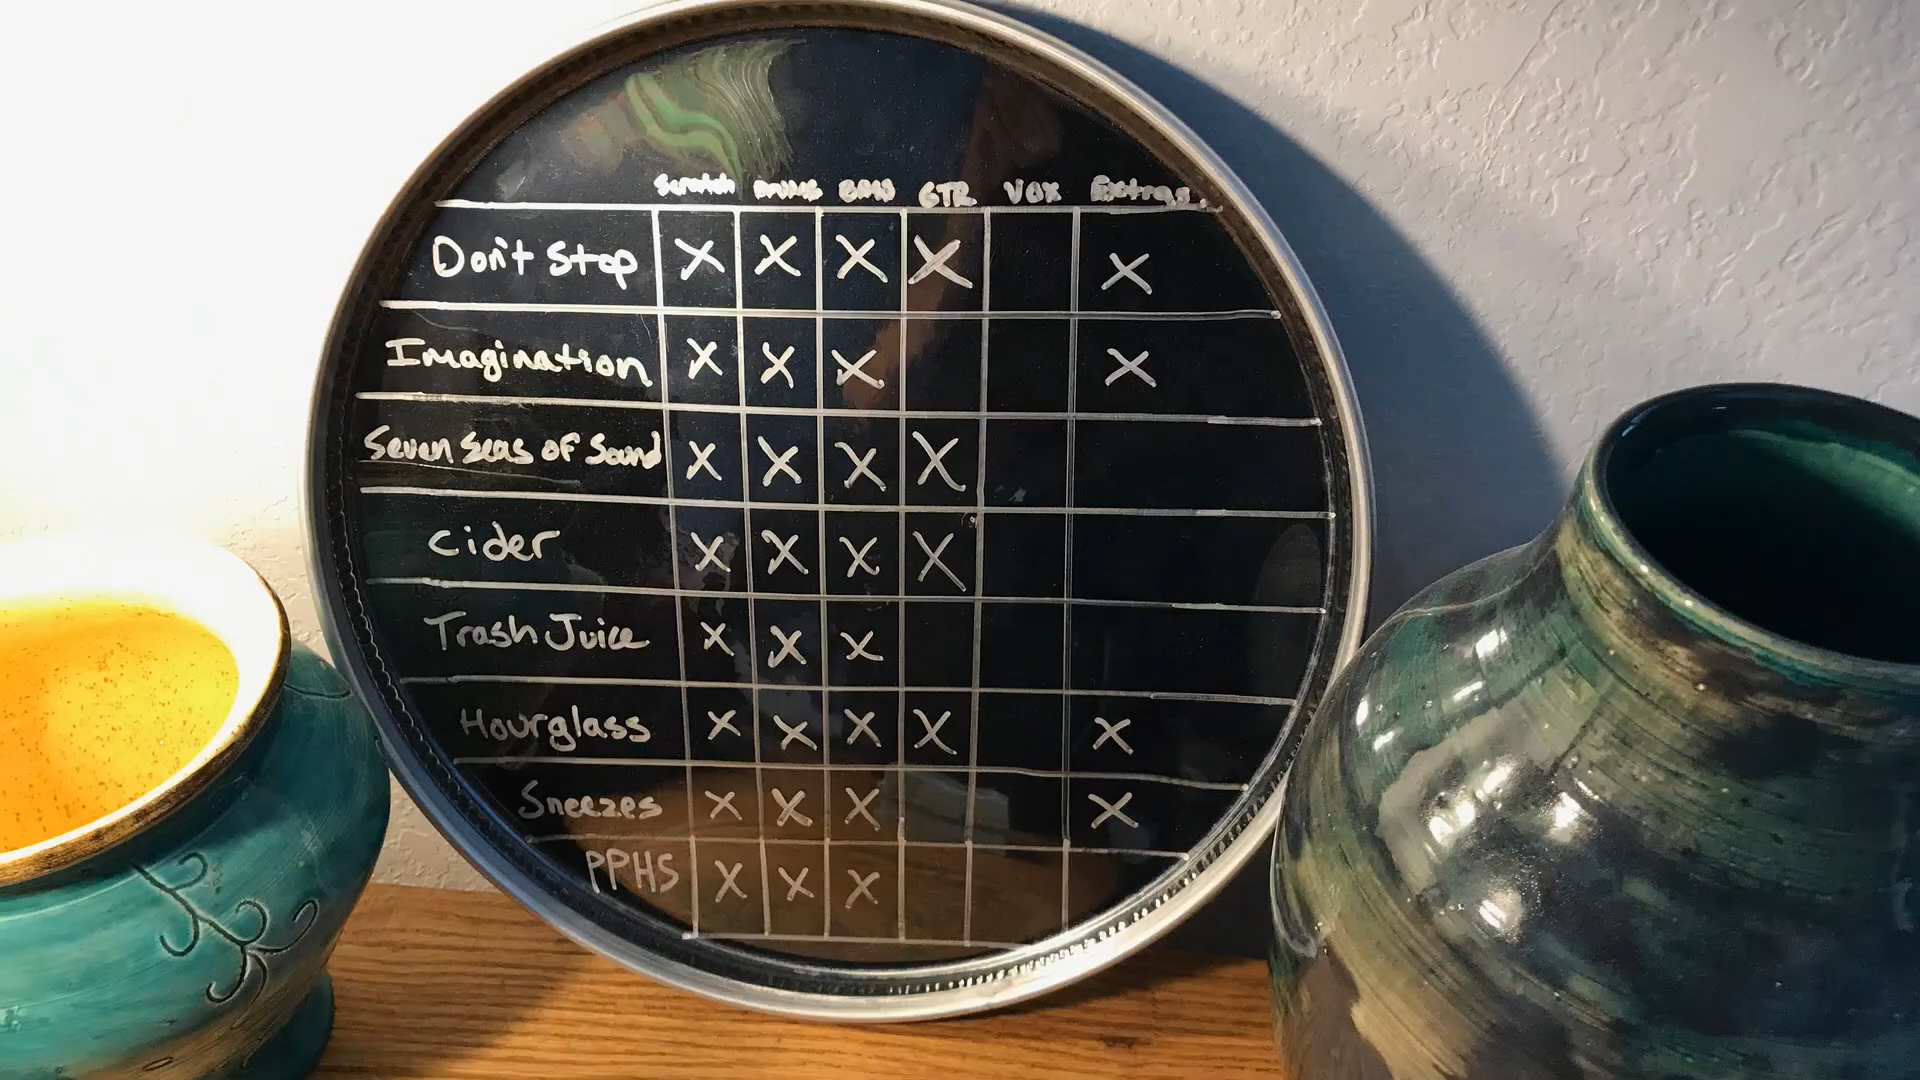 Scratch Drums Bass GTR VOX Extras
Don't Stop X X X X X
Imagination X X X X
Seven Seas of Sound X X X X
Cider X X X X
Trash Juice X X X
Hourglass X X X X X
Sneezes X X X X
PPHS X X X